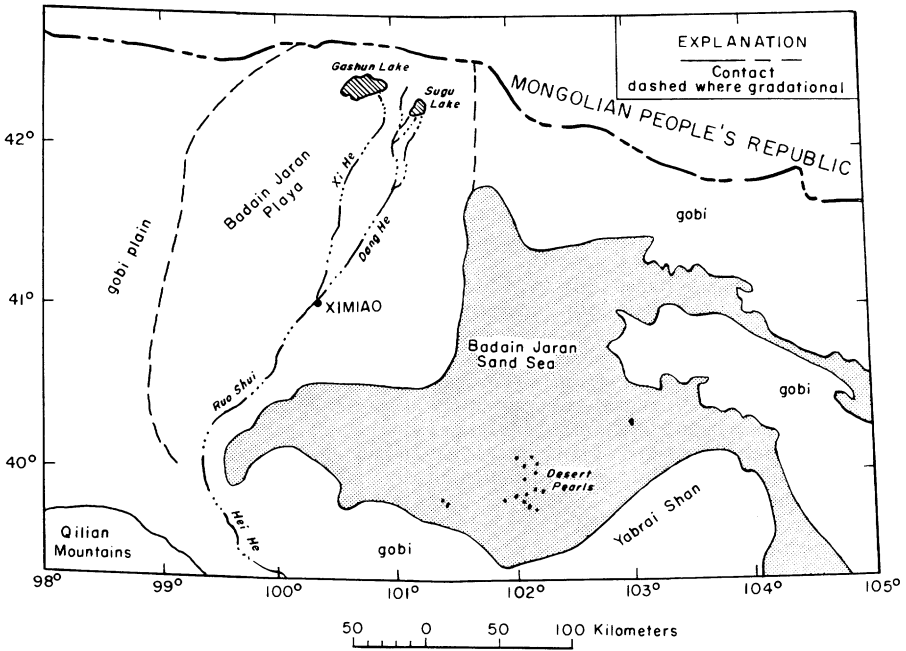 EXPLANATION
Contact
dashed where gradational
MONGOLIAN PEOPLE'S REPUBLIC
Gashun Lake
Sugu
Lake
42°
Badain Jaran
Playa
Xi He
Dong He
gobi
gobi plain
41°
XIMIAO
Badain Jaran
Sand Sea
gobi
Ruo Shui
40°
Desert
Pearls
Yabrai Shan
Hei He
gobi
Qilian
Mountains
98° 99° 100° 101° 102° 103° 104° 105°
50 0 50 100 Kilometers